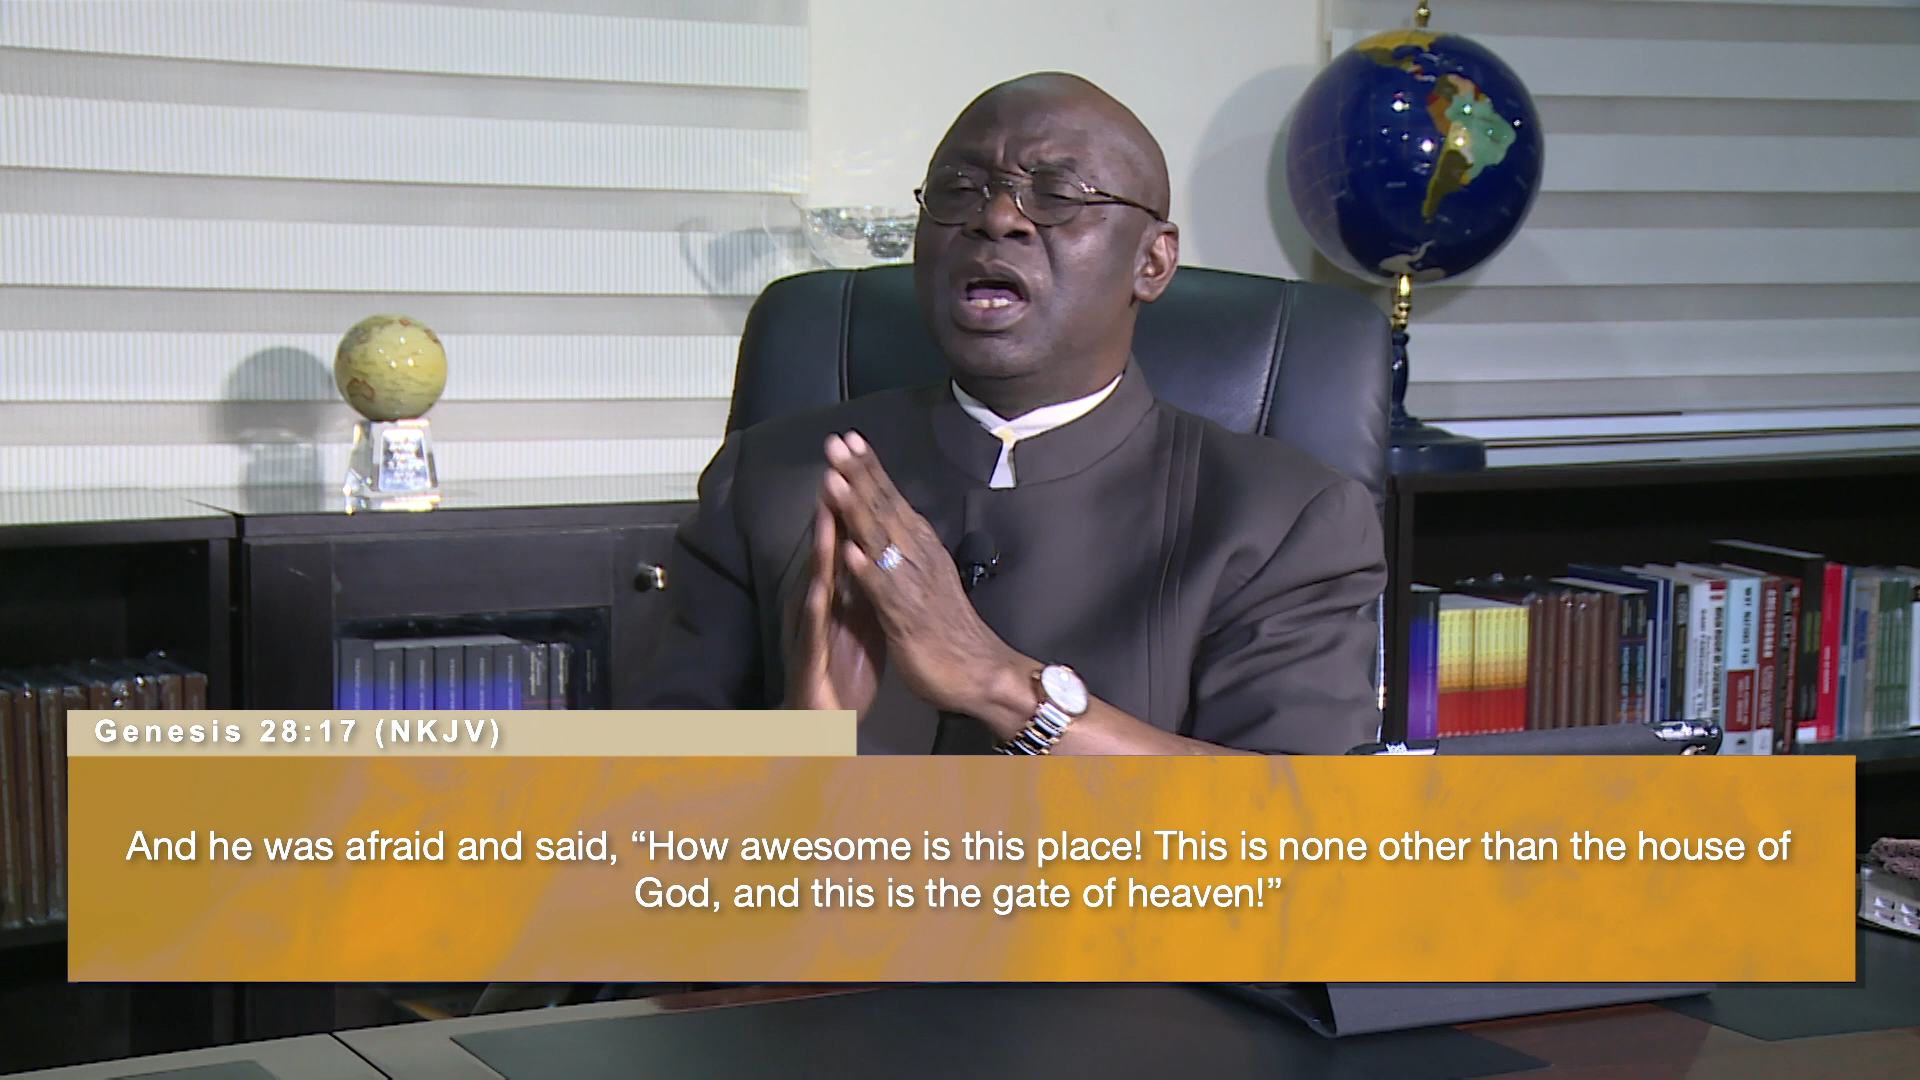 Genesis 28:17 (NKJV)
And he was afraid and said, “How awesome is this place! This is none other than the house of
God, and this is the gate of heaven!”